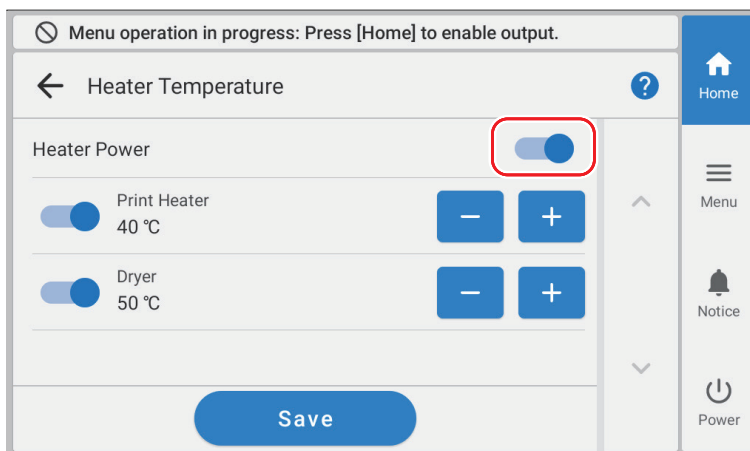 Menu operation in progress: Press [Home] to enable output.
Heater Temperature
?
Home
Heater Power
Print Heater
40 ℃
− +
Menu
Dryer
50 ℃
− +
Notice
Save
Power